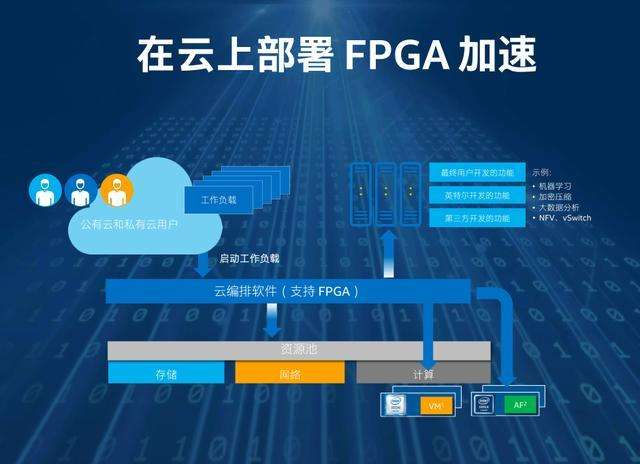 在云上部署 FPGA 加速
公有云和私有云用户
工作负载
最终用户开发的功能
英特尔开发的功能
第三方开发的功能
示例:
• 机器学习
• 加密压缩
• 大数据分析
• NFV、vSwitch
启动工作负载
云编排软件（支持 FPGA）
资源池
存储
网络
计算
VM¹
AF²